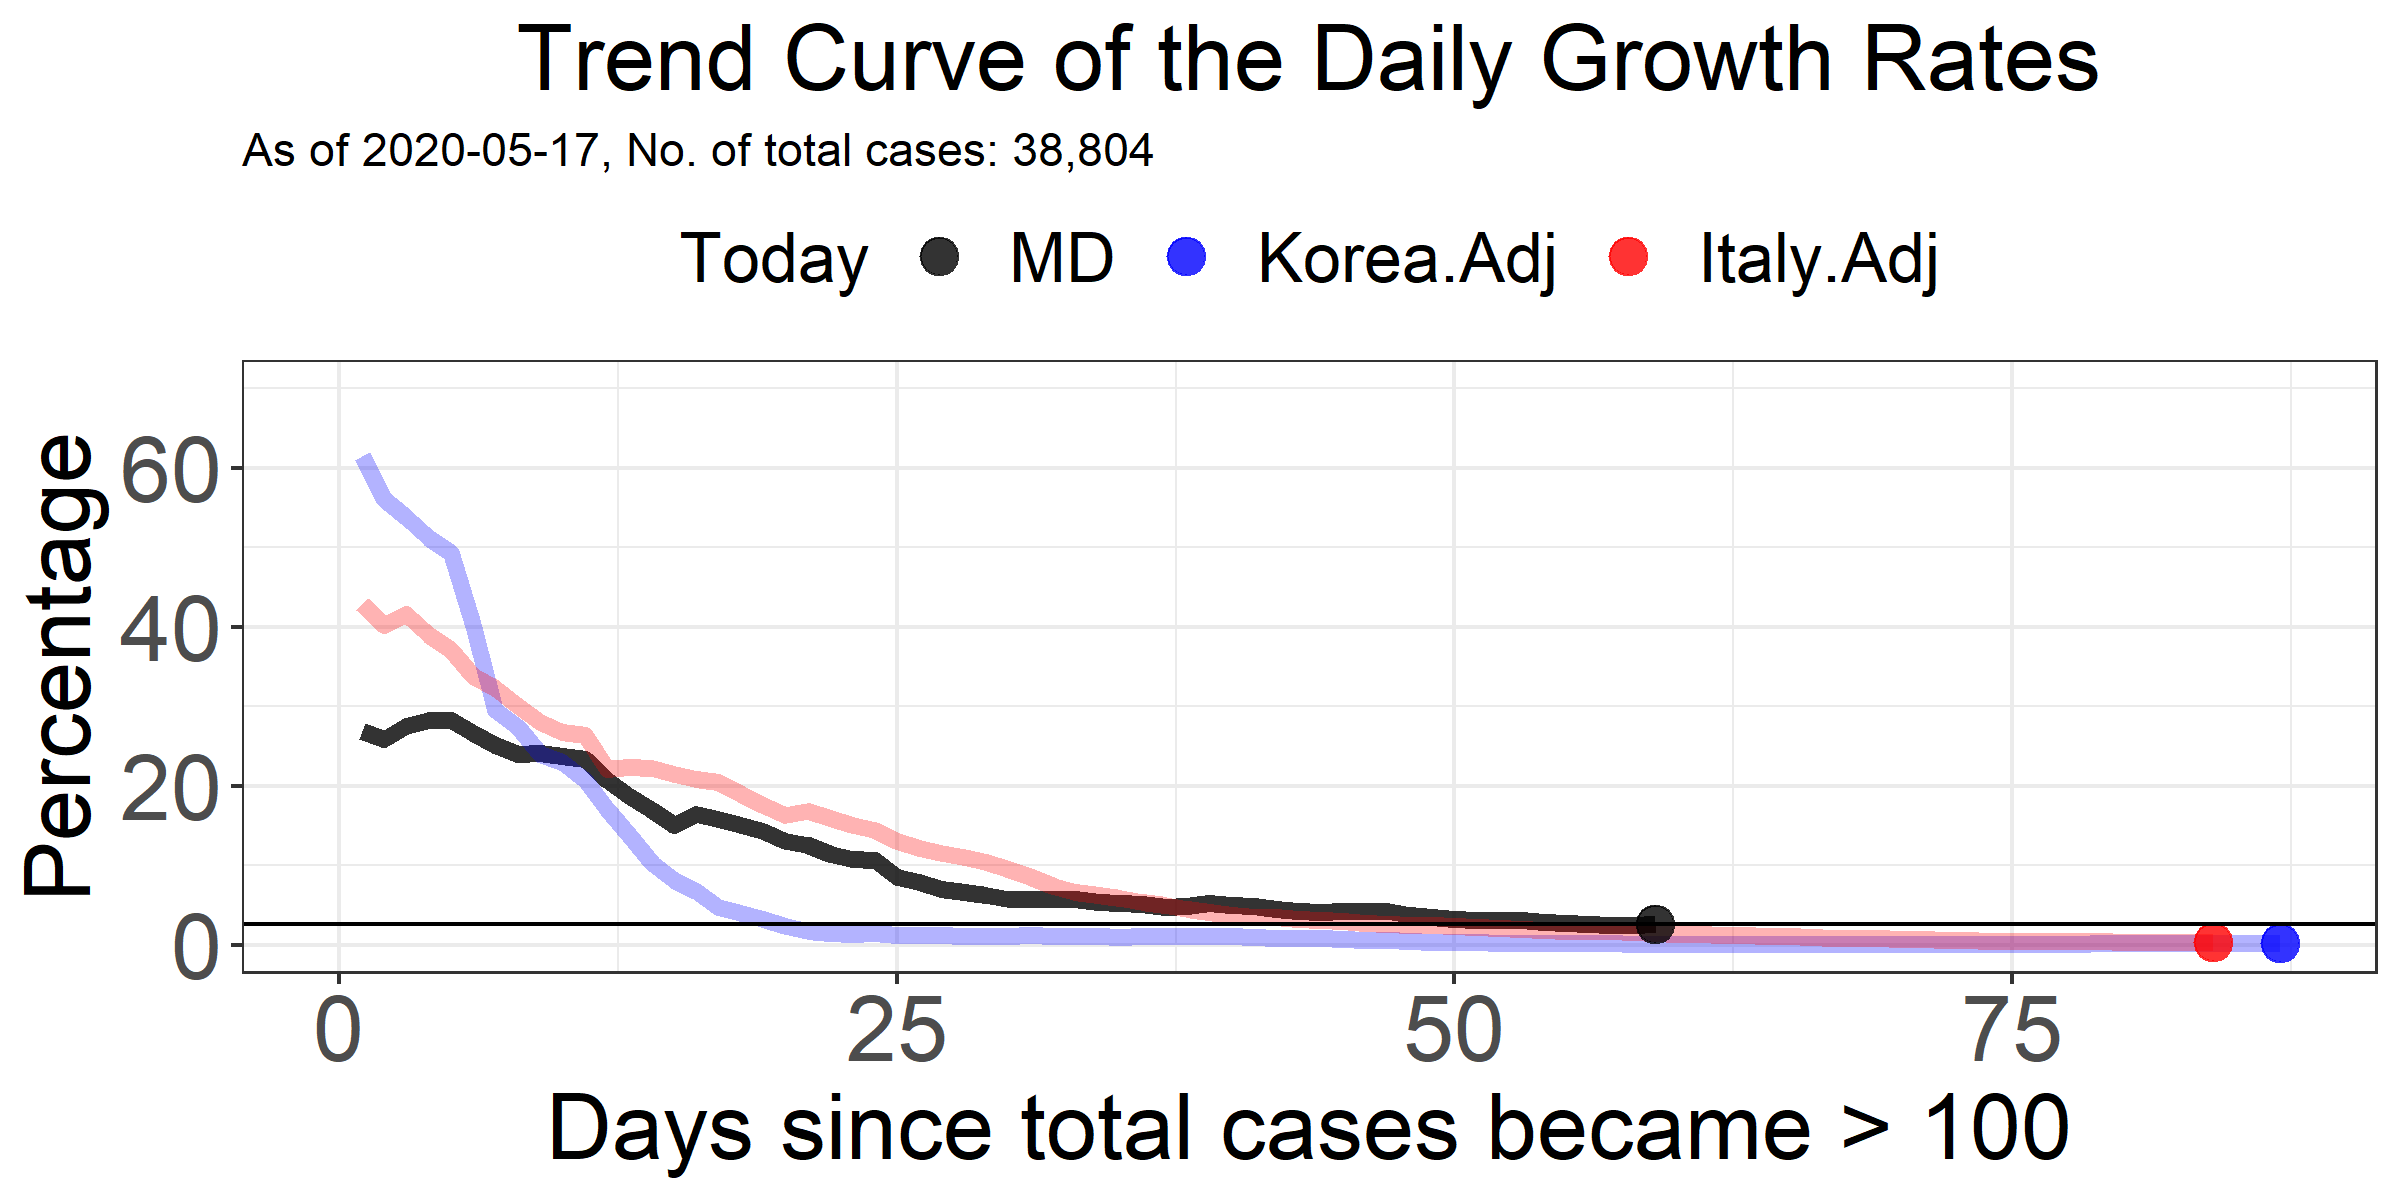 Trend Curve of the Daily Growth Rates
As of 2020-05-17, No. of total cases: 38,804
Today MD Korea.Adj Italy.Adj
Percentage
60
40
20
0
0 25 50 75
Days since total cases became > 100